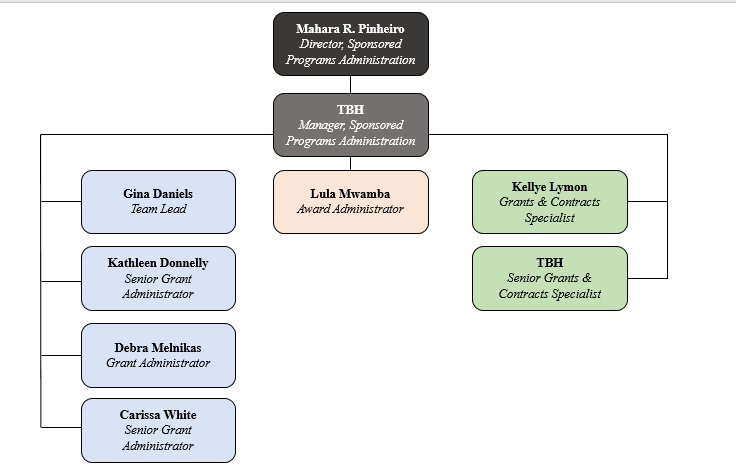 Mahara R. Pinheiro
Director, Sponsored
Programs Administration
TBH
Manager, Sponsored
Programs Administration
Gina Daniels
Team Lead
Lula Mwamba
Award Administrator
Kellye Lymon
Grants & Contracts
Specialist
Kathleen Donnelly
Senior Grant
Administrator
TBH
Senior Grants &
Contracts Specialist
Debra Melnikas
Grant Administrator
Carissa White
Senior Grant
Administrator